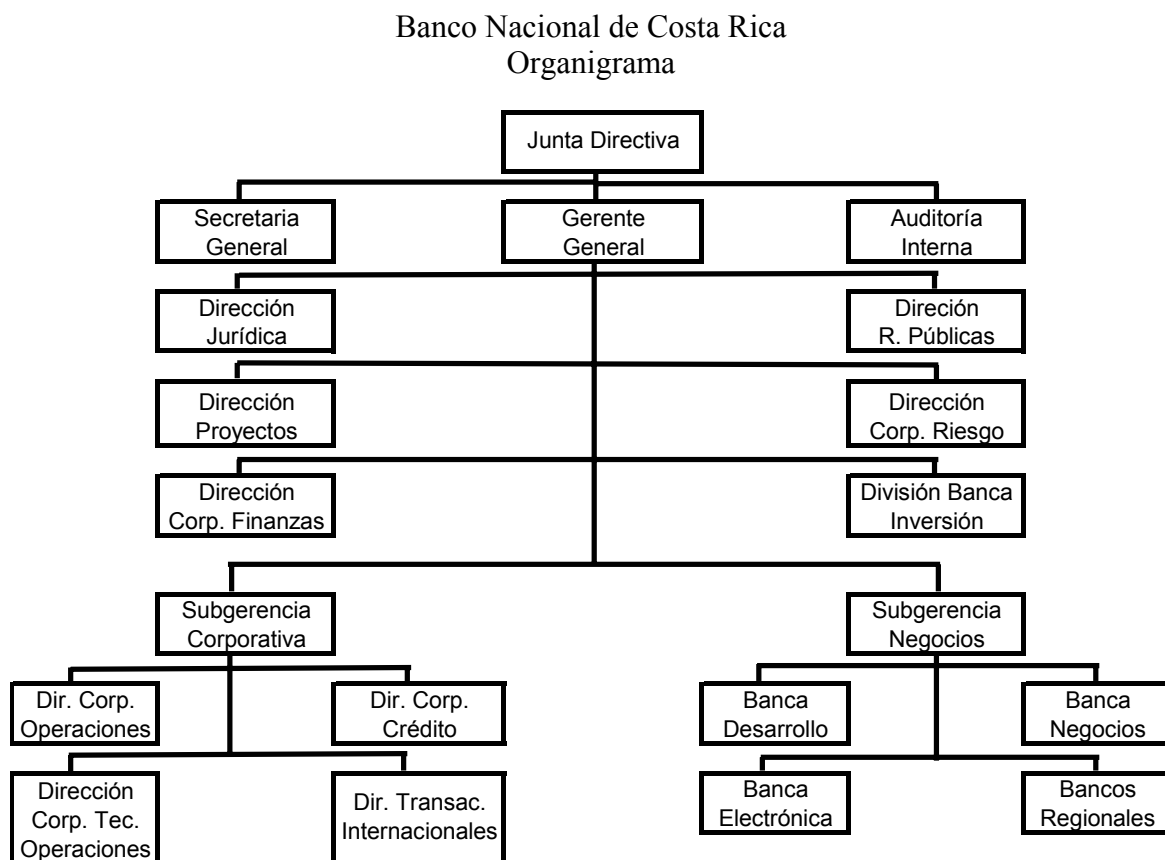 Banco Nacional de Costa Rica
Organigrama
Junta Directiva
Secretaria
General
Gerente
General
Auditoría
Interna
Dirección
Jurídica
Direción
R. Públicas
Dirección
Proyectos
Dirección
Corp. Riesgo
Dirección
Corp. Finanzas
División Banca
Inversión
Subgerencia
Corporativa
Subgerencia
Negocios
Dir. Corp.
Operaciones
Dir. Corp.
Crédito
Banca
Desarrollo
Banca
Negocios
Dirección
Corp. Tec.
Operaciones
Dir. Transac.
Internacionales
Banca
Electrónica
Bancos
Regionales